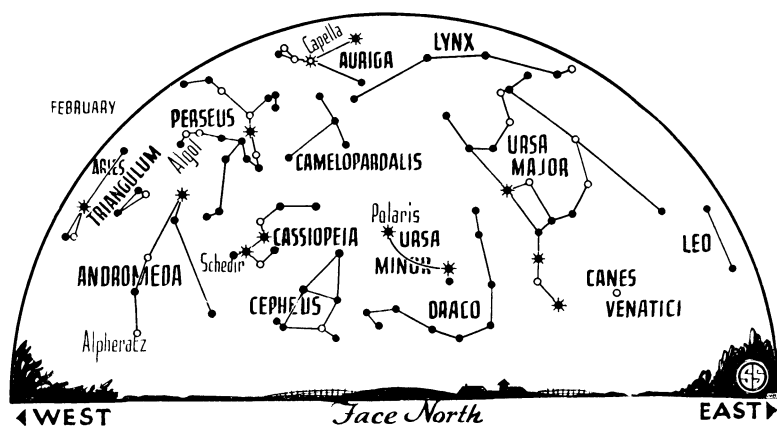 Capella
AURIGA
LYNX
FEBRUARY
PERSEUS
Algol
ARIES
TRIANGULUM
CAMELOPARDALIS
URSA
MAJOR
Polaris
URSA
MINOR
CASSIOPEIA
Schedir
LEO
ANDROMEDA
CEPHEUS
DRACO
CANES
VENATICI
Alpheratz
SS
WEST
Face North
EAST